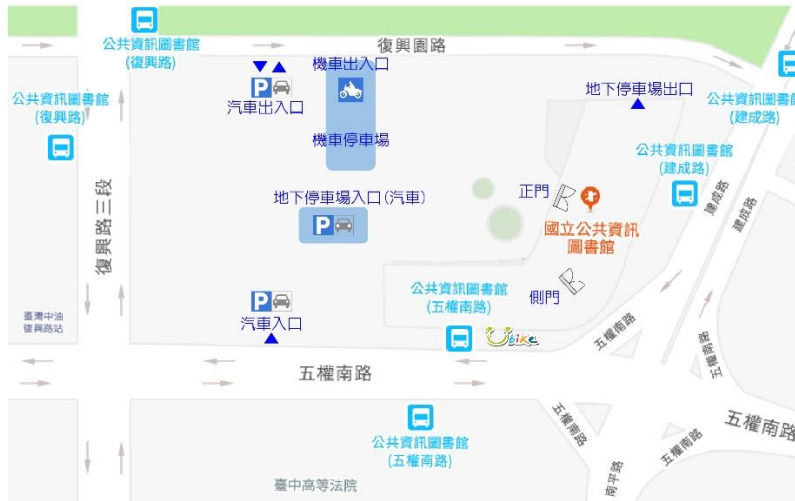 公共資訊圖書館
(復興路)
復興園路
機車出入口
P
汽車出入口
地下停車場出口
公共資訊圖書館
(復興路)
公共資訊圖書館
(建成路)
機車停車場
公共資訊圖書館
(建成路)
復興路三段
地下停車場入口(汽車)
P
正門
建成路
建成路
國立公共資訊
圖書館
公共資訊圖書館
(五權南路)
側門
P
汽車入口
臺灣中油
復興路站
Ubike
五權南路
五權南路
五權南路
五權南路
五權南路
五權南路
公共資訊圖書館
(五權南路)
南平路
臺中高等法院